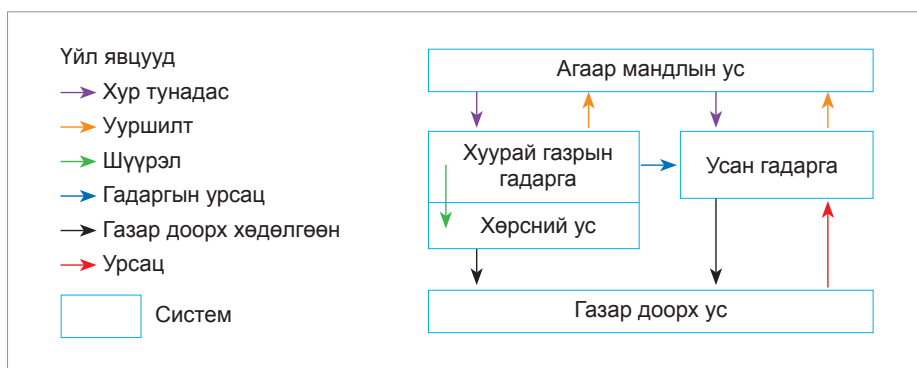 Үйл явцууд
Хур тунадас
Ууршилт
Шүүрэл
Гадаргын урсац
Газар доорх хөдөлгөөн
Урсац
Систем
Агаар мандлын ус
Хуурай газрын
гадарга
Усан гадарга
Хөрсний ус
Газар доорх ус